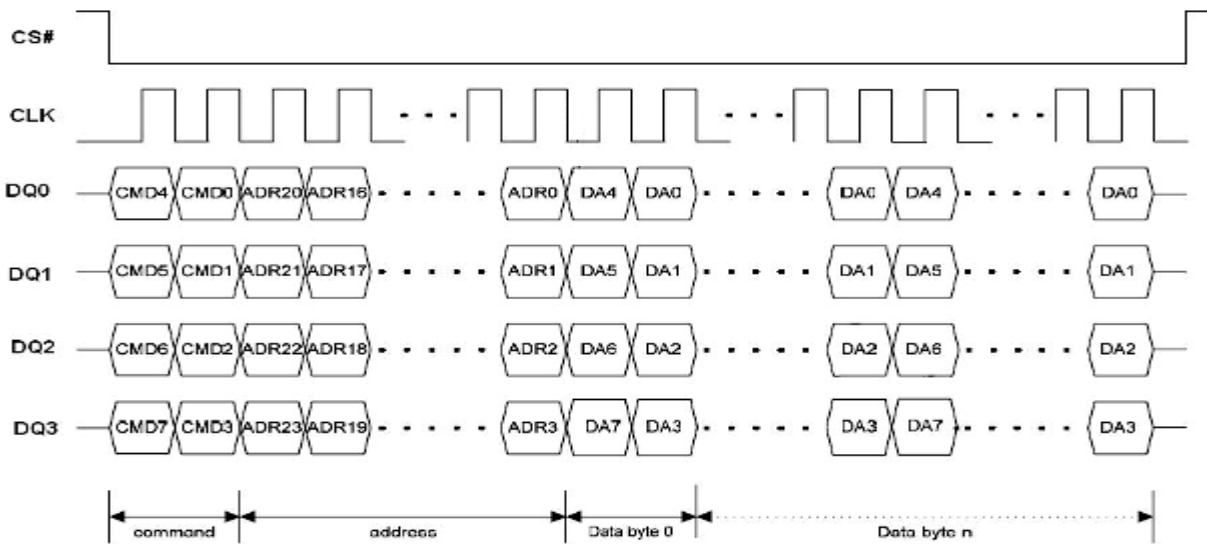 CS#
CLK
DQ0 CMD4 CMD0 ADR20 ADR16 ADR0 DA4 DA0 DA0 DA4 DA0
DQ1 CMD5 CMD1 ADR21 ADR17 ADR1 DA5 DA1 DA1 DA5 DA1
DQ2 CMD6 CMD2 ADR22 ADR18 ADR2 DA6 DA2 DA2 DA6 DA2
DQ3 CMD7 CMD3 ADR23 ADR19 ADR3 DA7 DA3 DA3 DA7 DA3
command address Data byte 0 Data byte n